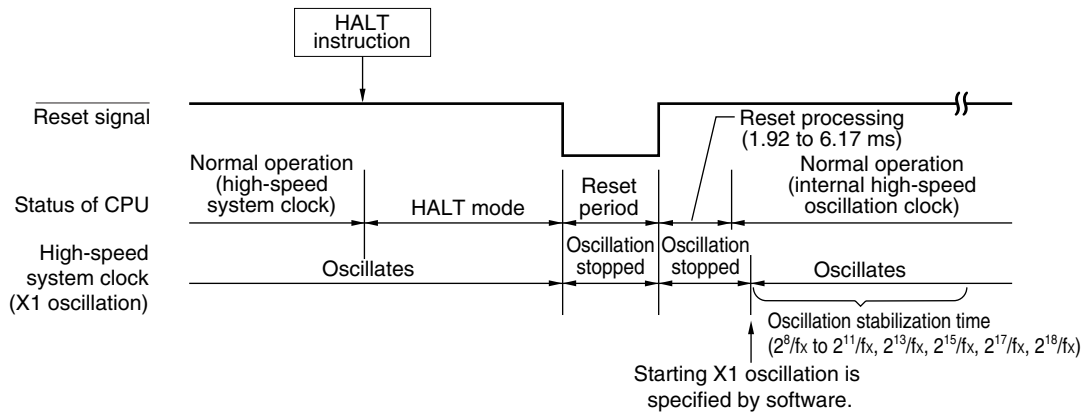 HALT
instruction
Reset signal
Reset processing
(1.92 to 6.17 ms)
Status of CPU
Normal operation
(high-speed
system clock)
HALT mode
Reset
period
Normal operation
(internal high-speed
oscillation clock)
High-speed
system clock
(X1 oscillation)
Oscillates
Oscillation
stopped
Oscillation
stopped
Oscillates
Oscillation stabilization time
(2⁸/fx to 2¹¹/fx, 2¹³/fx, 2¹⁵/fx, 2¹⁷/fx, 2¹⁸/fx)
Starting X1 oscillation is
specified by software.